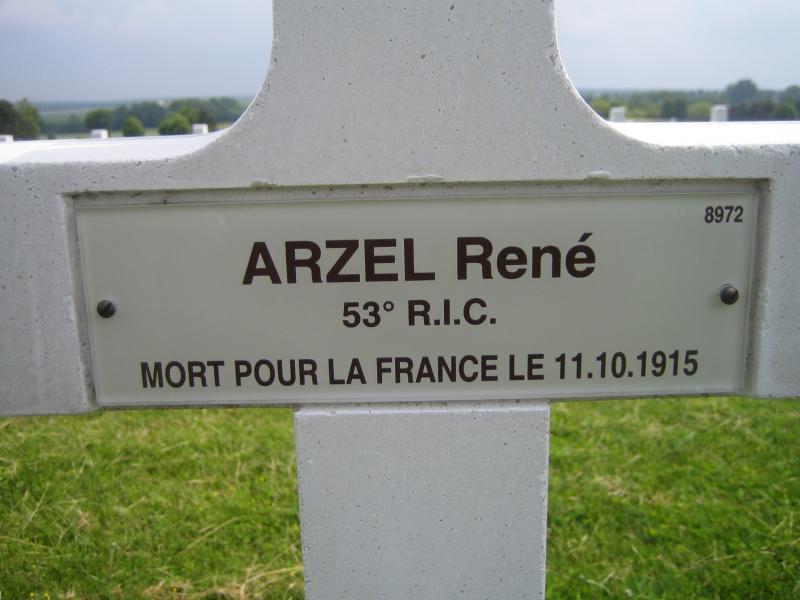 8972
ARZEL René
53° R.I.C.
MORT POUR LA FRANCE LE 11.10.1915